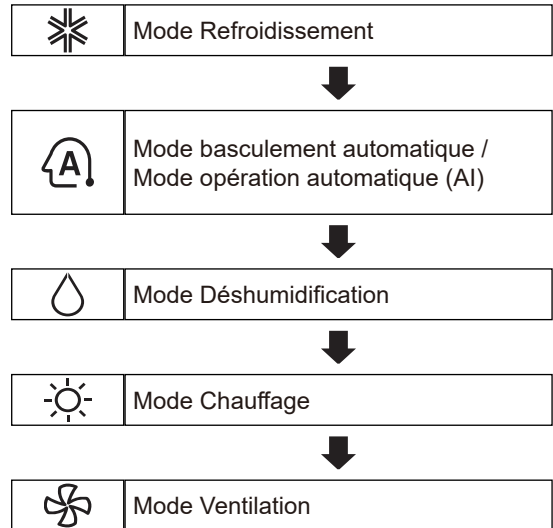 Mode Refroidissement
A
Mode basculement automatique /
Mode opération automatique (AI)
Mode Déshumidification
Mode Chauffage
Mode Ventilation